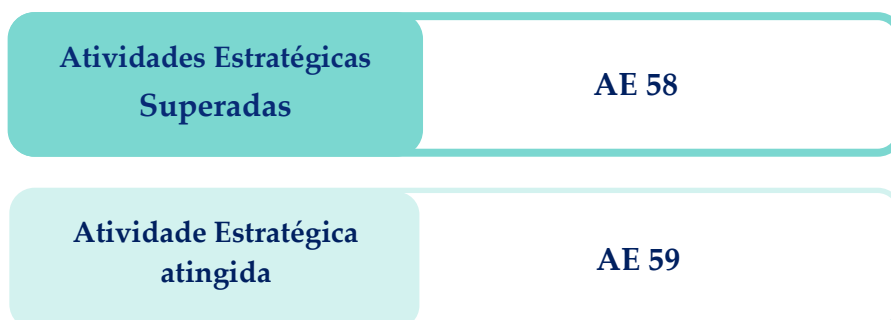 Atividades Estratégicas
Superadas
AE 58
Atividade Estratégica
atingida
AE 59